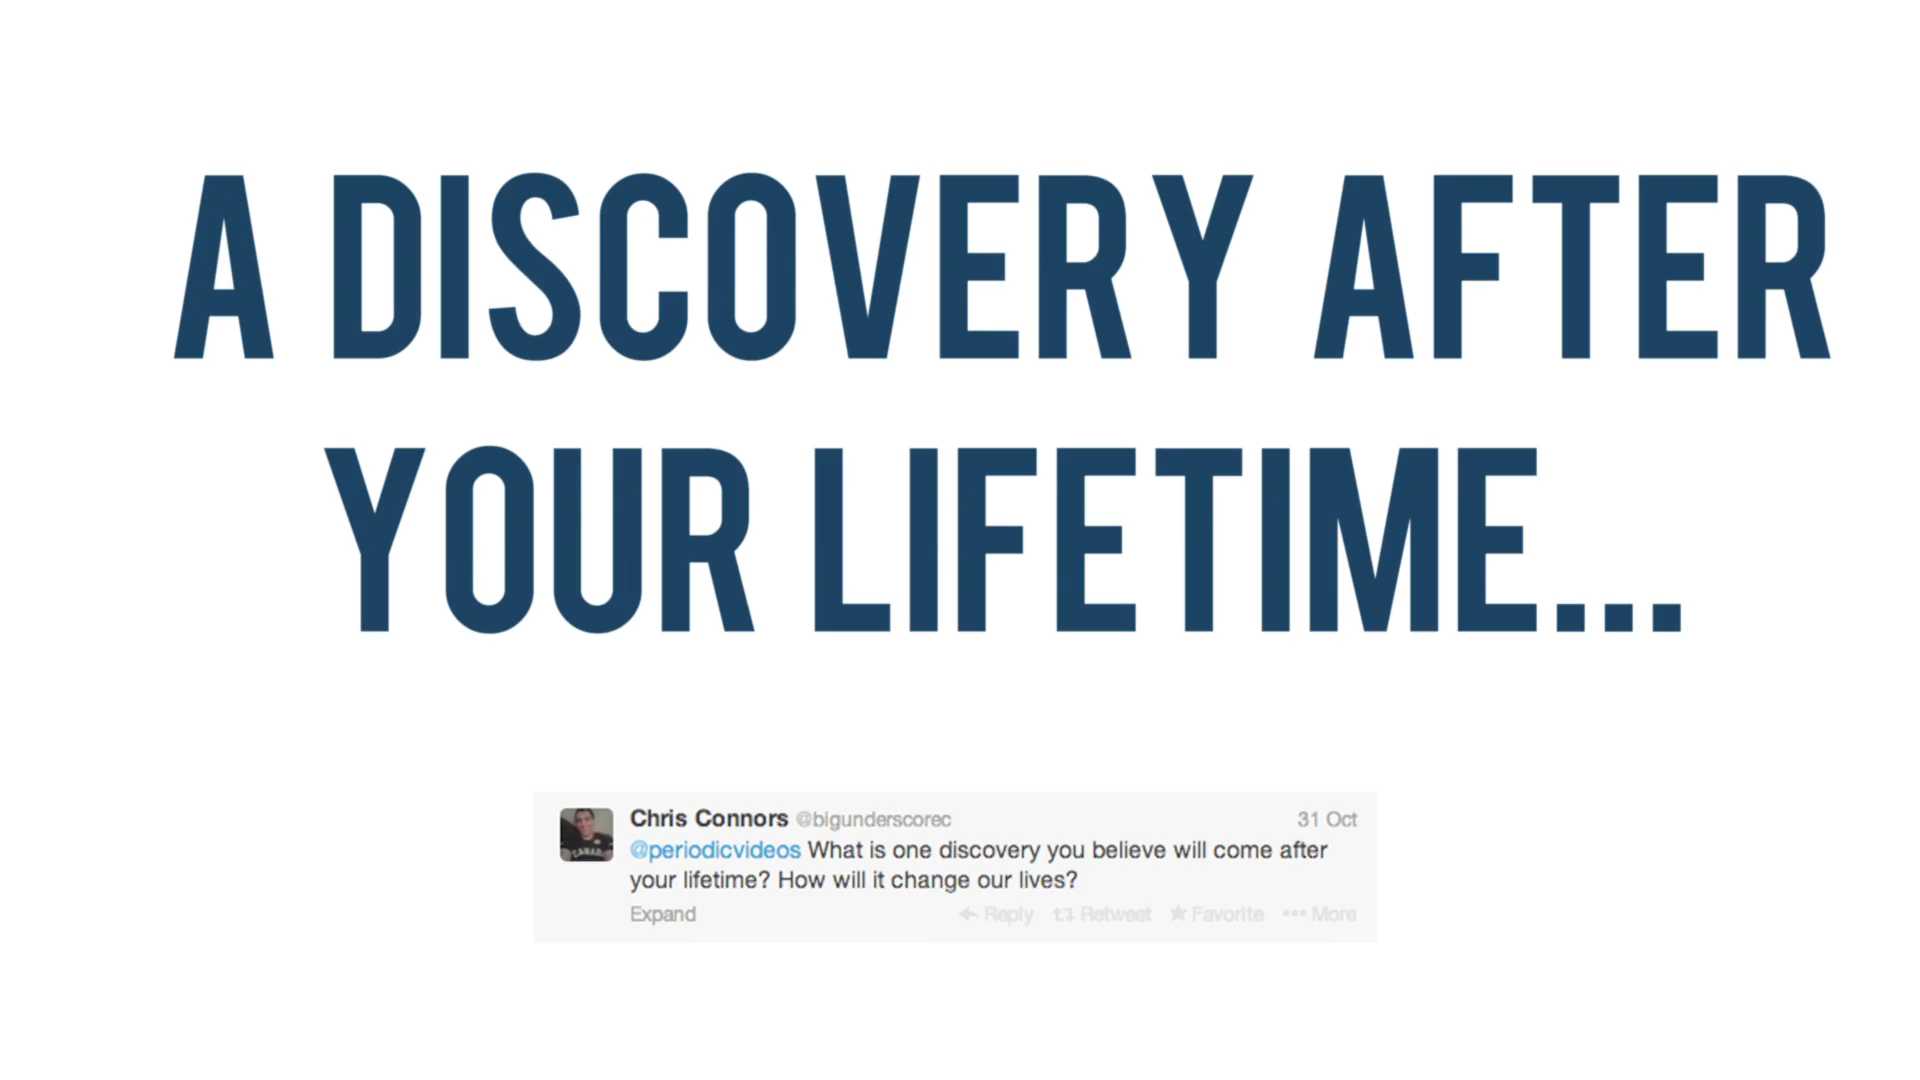 A DISCOVERY AFTER
YOUR LIFETIME...
Chris Connors @bigunderscorec 31 Oct
@periodicvideos What is one discovery you believe will come after
your lifetime? How will it change our lives?
Expand Reply Retweet Favorite More
CANAD